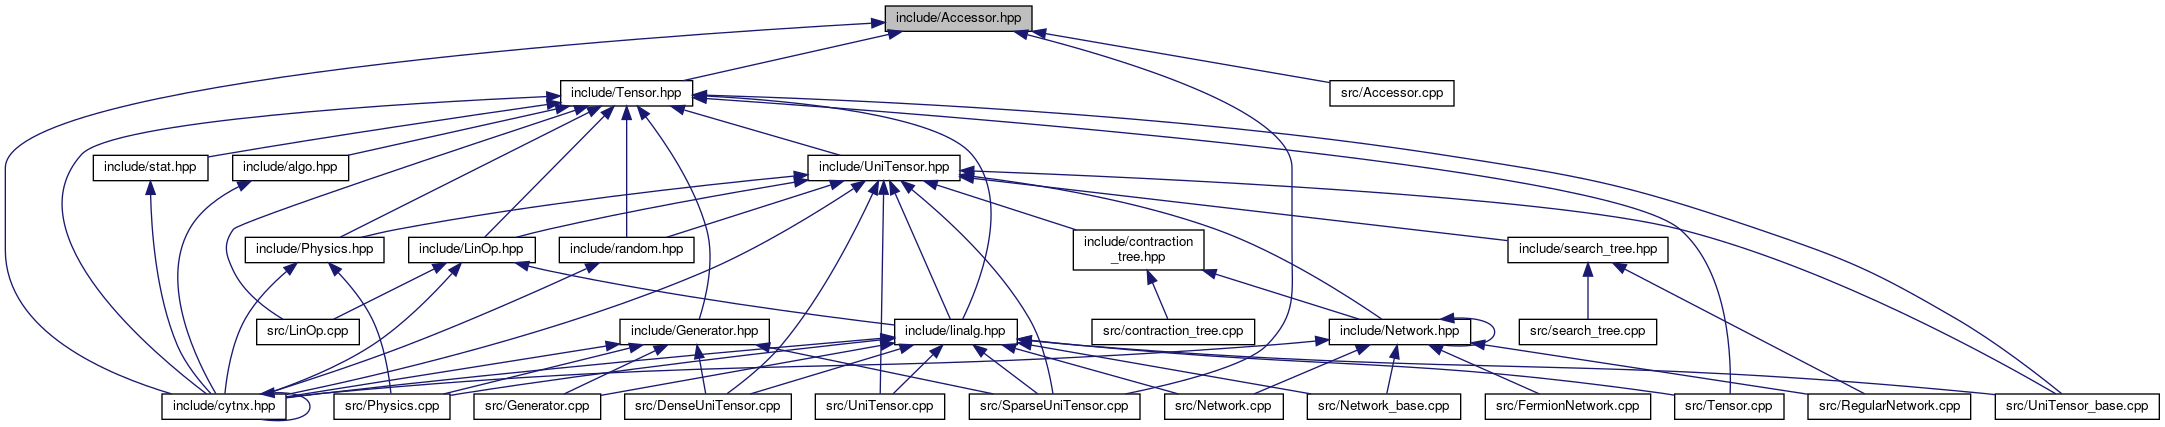 include/Accessor.hpp
include/Tensor.hpp
src/Accessor.cpp
include/stat.hpp
include/algo.hpp
include/UniTensor.hpp
include/Physics.hpp
include/LinOp.hpp
include/random.hpp
include/contraction
_tree.hpp
include/search_tree.hpp
src/LinOp.cpp
include/Generator.hpp
include/linalg.hpp
src/contraction_tree.cpp
include/Network.hpp
src/search_tree.cpp
include/cytnx.hpp
src/Physics.cpp
src/Generator.cpp
src/DenseUniTensor.cpp
src/UniTensor.cpp
src/SparseUniTensor.cpp
src/Network.cpp
src/Network_base.cpp
src/FermionNetwork.cpp
src/Tensor.cpp
src/RegularNetwork.cpp
src/UniTensor_base.cpp